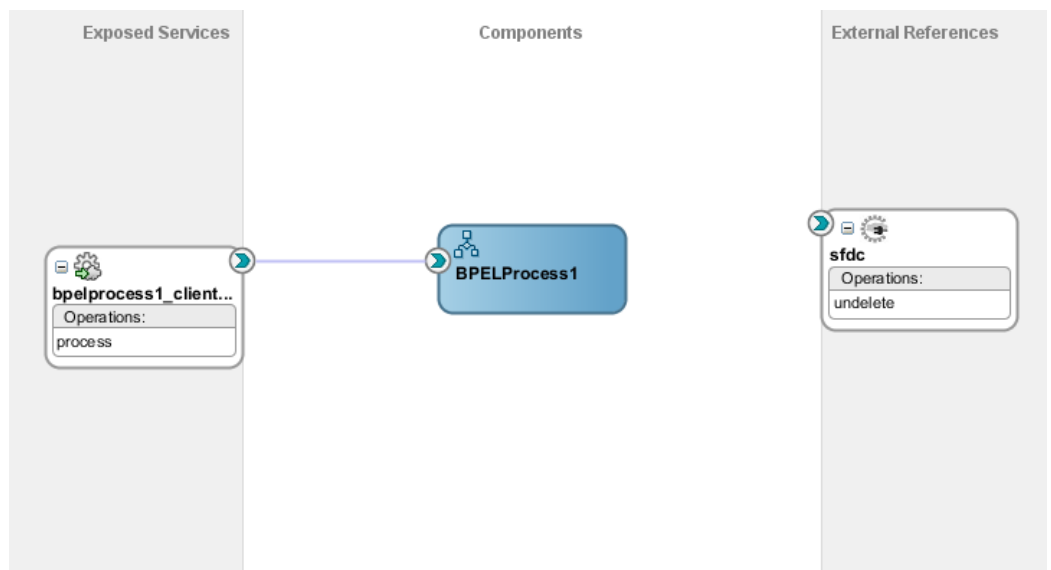 Exposed Services
Components
External References
bpelprocess1_client...
Operations:
process
BPELProcess1
sfdc
Operations:
undelete